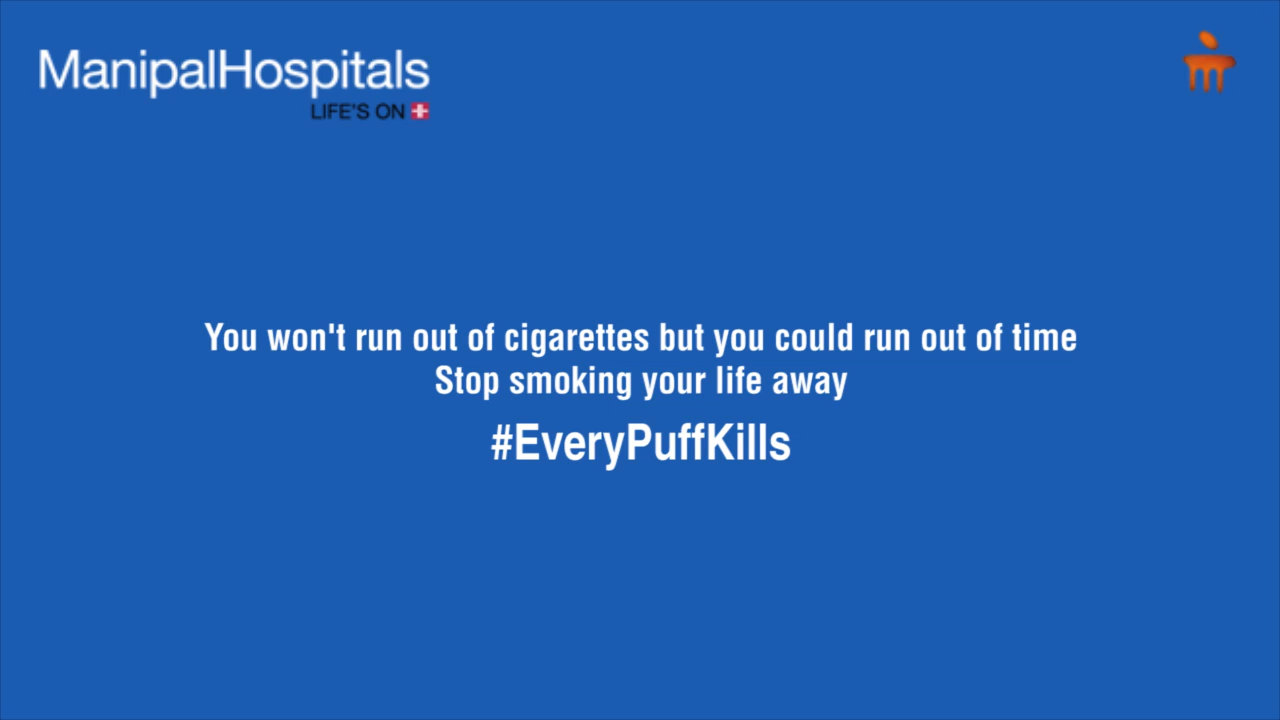 ManipalHospitals
LIFE'S ON
You won't run out of cigarettes but you could run out of time
Stop smoking your life away
#EveryPuffKills